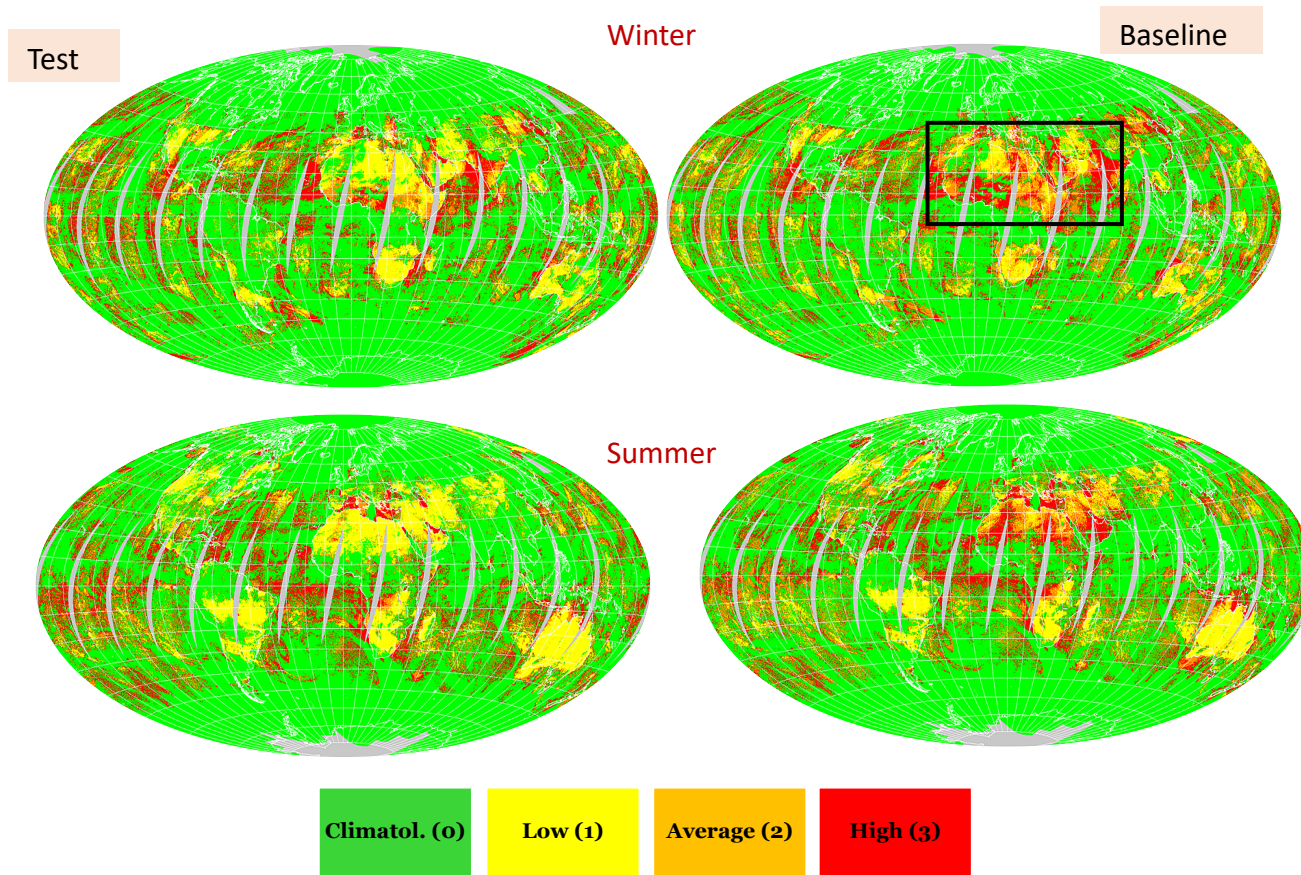 Test
Winter
Baseline
Summer
Climatol. (0)
Low (1)
Average (2)
High (3)